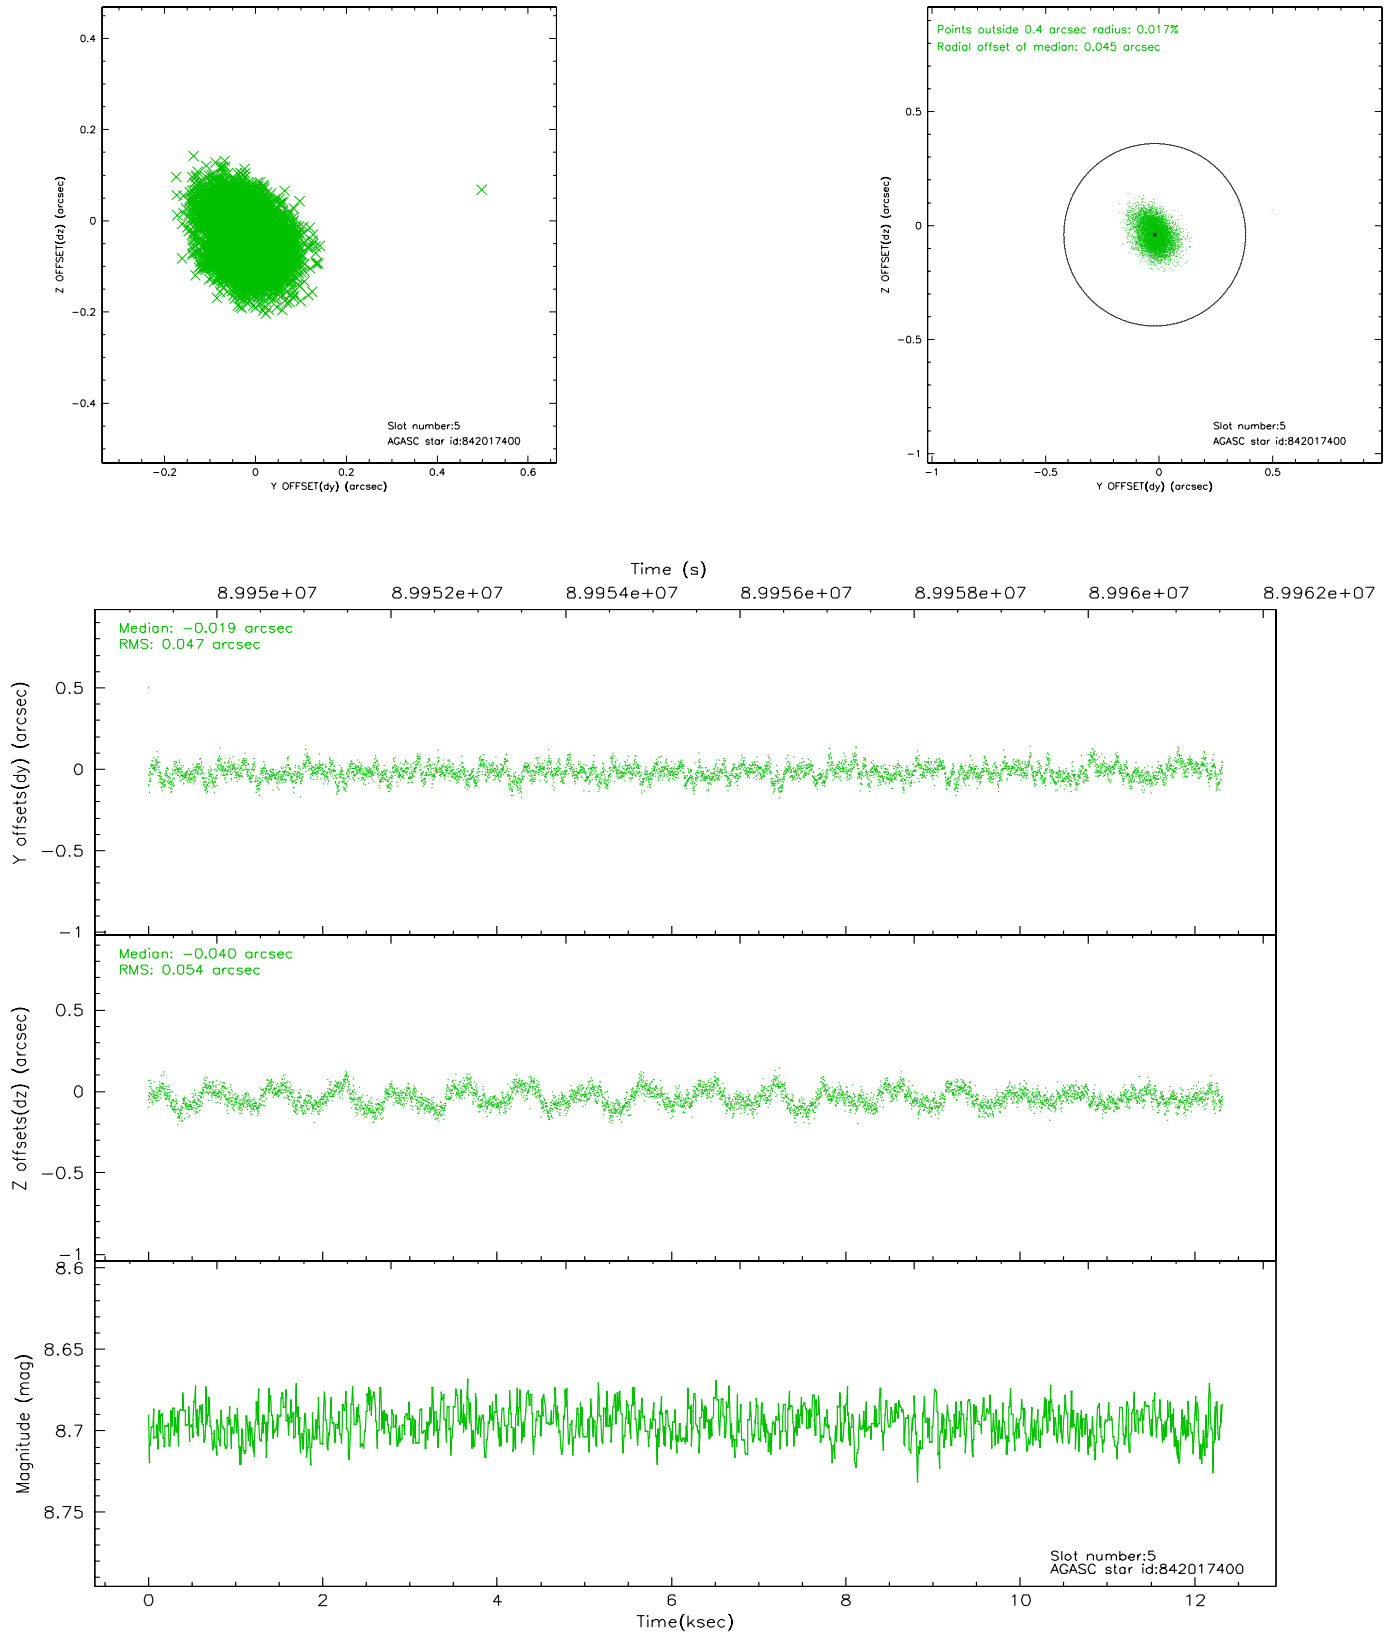 0.4
0.2
0
−0.2
−0.4
Z OFFSET(dz) (arcsec)
Slot number:5
AGASC star id:842017400
−0.2 0 0.2 0.4 0.6
Y OFFSET(dy) (arcsec)
Points outside 0.4 arcsec radius: 0.017%
Radial offset of median: 0.045 arcsec
0.5
0
−0.5
−1
Z OFFSET(dz) (arcsec)
Slot number:5
AGASC star id:842017400
−1 −0.5 0 0.5
Y OFFSET(dy) (arcsec)
Time (s)
8.995e+07 8.9952e+07 8.9954e+07 8.9956e+07 8.9958e+07 8.996e+07 8.9962e+07
Median: −0.019 arcsec
RMS: 0.047 arcsec
0.5
0
−0.5
−1
Y offsets(dy) (arcsec)
Median: −0.040 arcsec
RMS: 0.054 arcsec
0.5
0
−0.5
−1
Z offsets(dz) (arcsec)
8.6
8.65
8.7
8.75
Magnitude (mag)
Slot number:5
AGASC star id:842017400
0 2 4 6 8 10 12
Time(ksec)